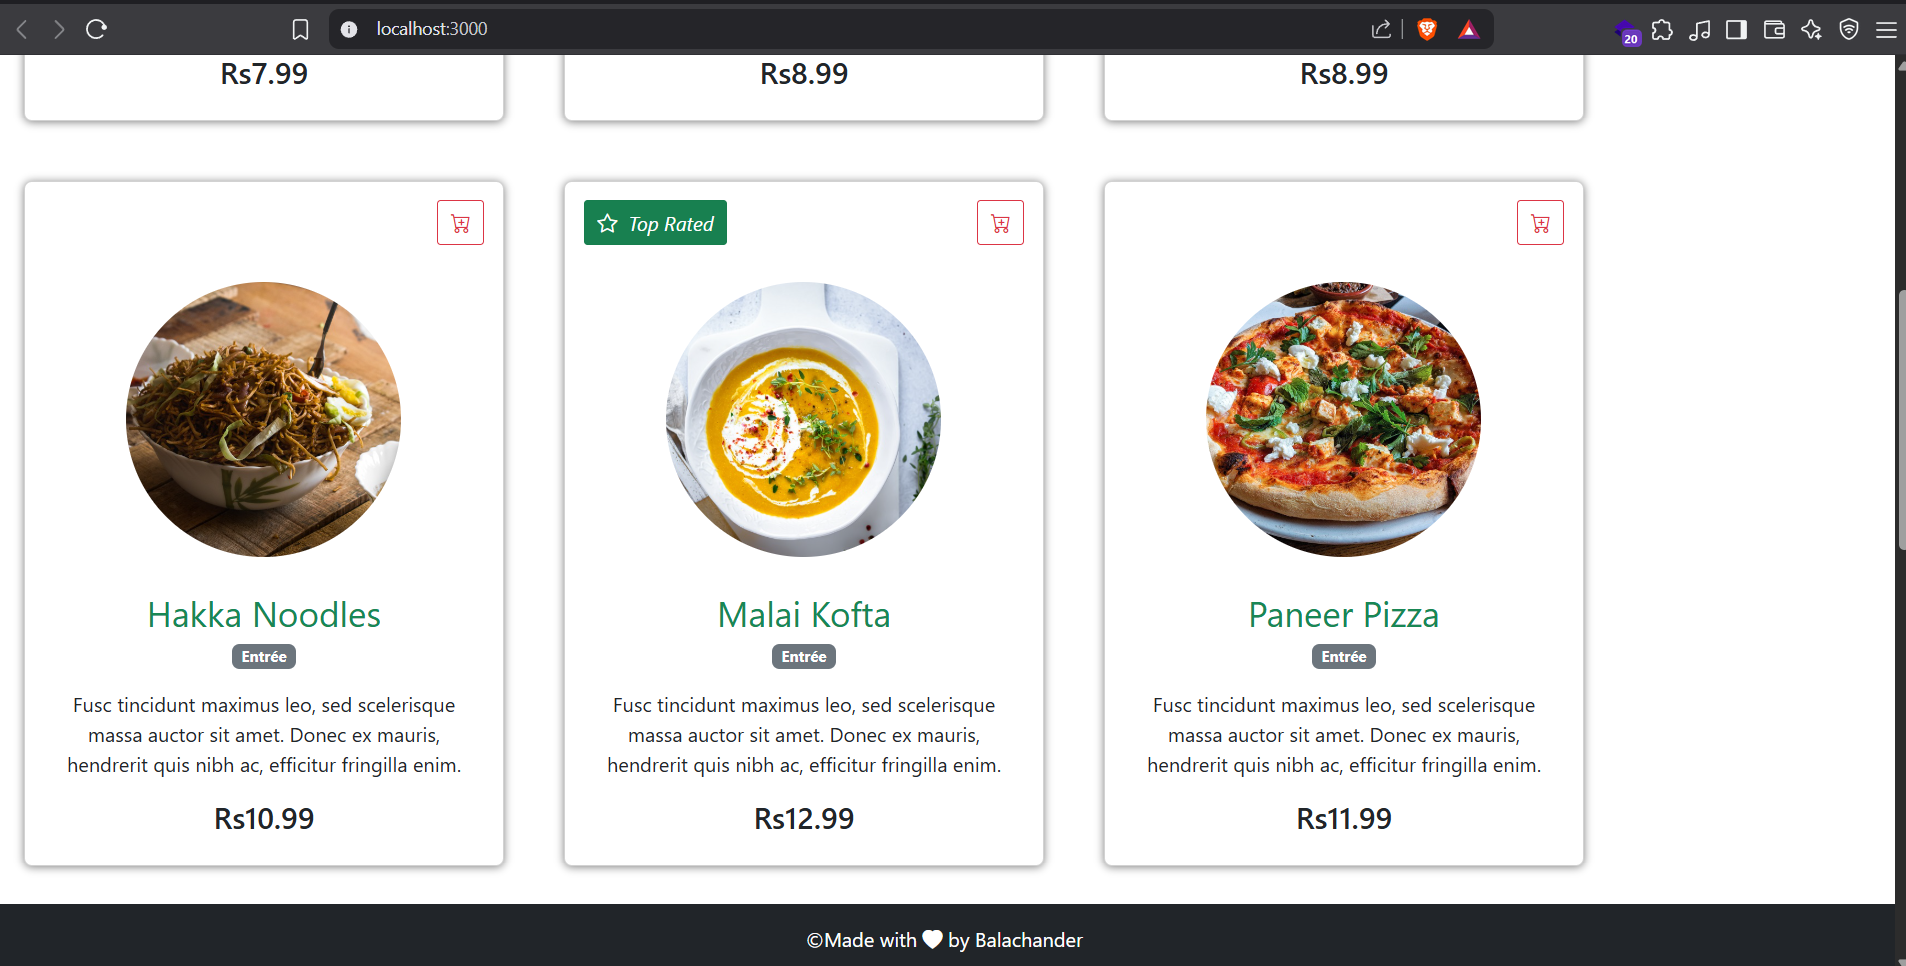 localhost:3000
20
Rs7.99
Rs8.99
Rs8.99
Top Rated
Hakka Noodles
Entrée
Fusc tincidunt maximus leo, sed scelerisque
massa auctor sit amet. Donec ex mauris,
hendrerit quis nibh ac, efficitur fringilla enim.
Rs10.99
Malai Kofta
Entrée
Fusc tincidunt maximus leo, sed scelerisque
massa auctor sit amet. Donec ex mauris,
hendrerit quis nibh ac, efficitur fringilla enim.
Rs12.99
Paneer Pizza
Entrée
Fusc tincidunt maximus leo, sed scelerisque
massa auctor sit amet. Donec ex mauris,
hendrerit quis nibh ac, efficitur fringilla enim.
Rs11.99
©Made with 🤍 by Balachander